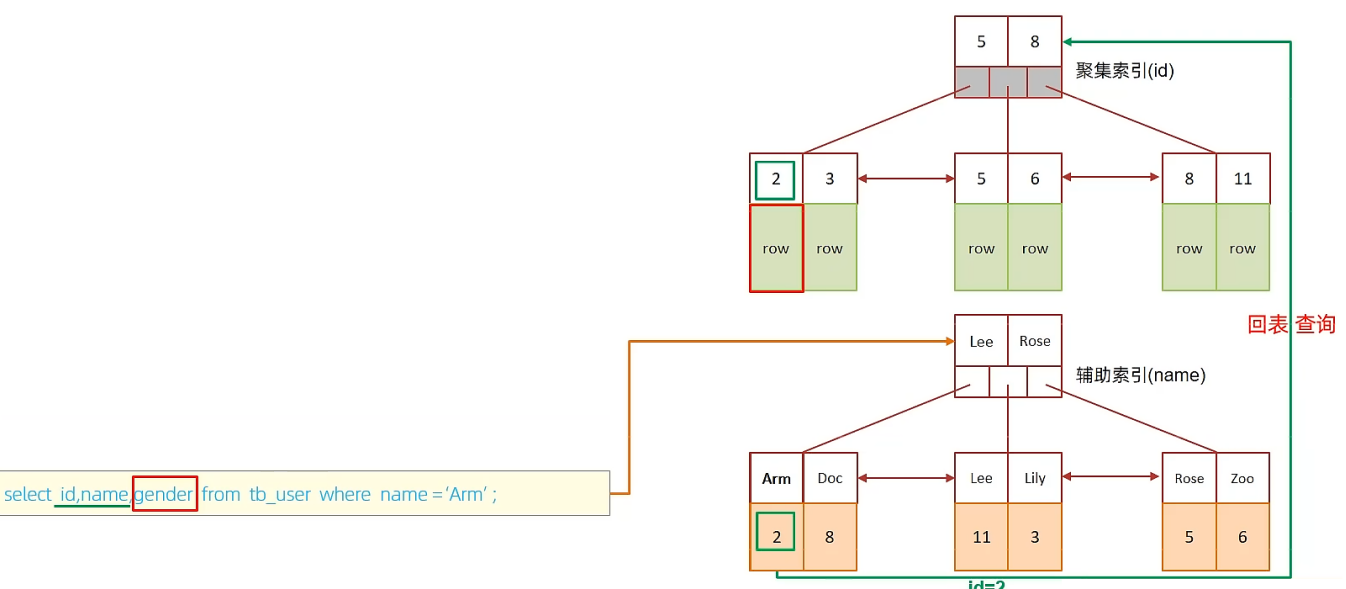 5 8
聚集索引(id)
2 3 5 6 8 11
row row row row row row
回表 查询
Lee Rose
辅助索引(name)
Arm Doc Lee Lily Rose Zoo
select id,name,gender from tb_user where name = ‘Arm’ ;
2 8 11 3 5 6
id=2